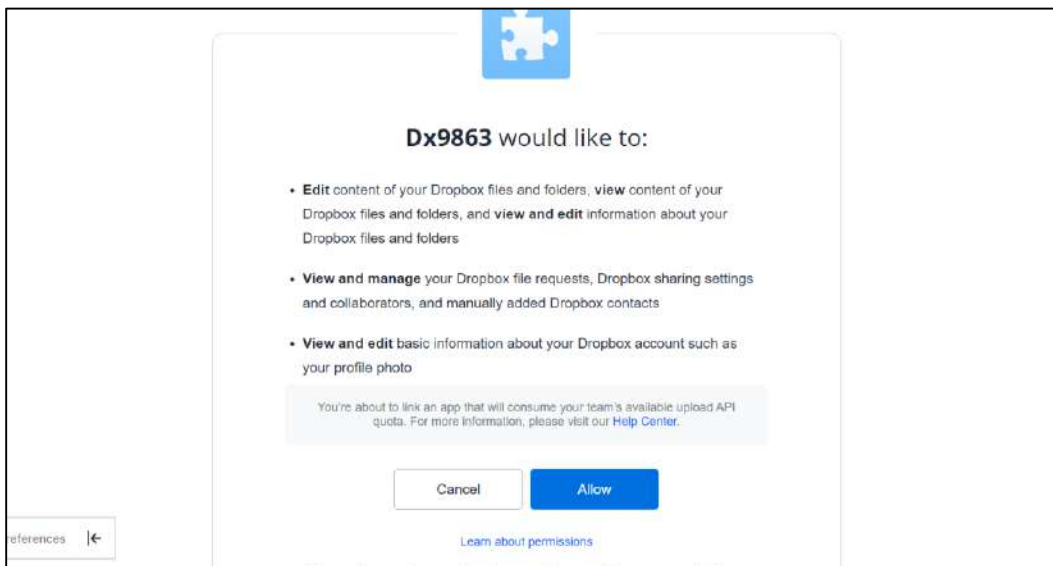 Dx9863 would like to:
• Edit content of your Dropbox files and folders, view content of your
Dropbox files and folders, and view and edit information about your
Dropbox files and folders
• View and manage your Dropbox file requests, Dropbox sharing settings
and collaborators, and manually added Dropbox contacts
• View and edit basic information about your Dropbox account such as
your profile photo
You're about to link an app that will consume your team's available upload API
quota. For more information, please visit our Help Center.
Cancel
Allow
references
Learn about permissions